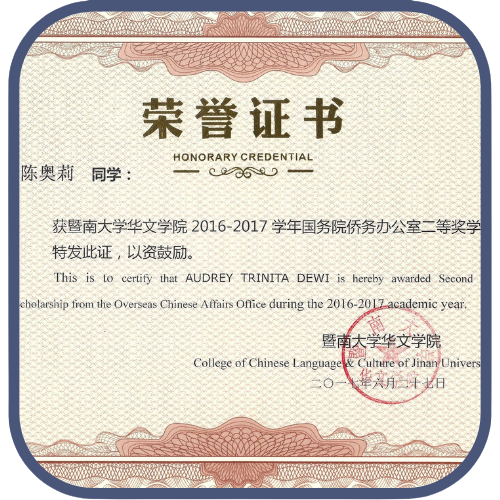 荣誉证书
HONORARY CREDENTIAL
陈奥莉 同学：
获暨南大学华文学院 2016-2017 学年国务院侨务办公室二等奖学
特发此证，以资鼓励。
This is to certify that AUDREY TRINITA DEWI is hereby awarded Second
cholarship from the Overseas Chinese Affairs Office during the 2016-2017 academic year.
暨南大学华文学院
College of Chinese Language & Culture of Jinan Univers
二〇一七年六月二十七日